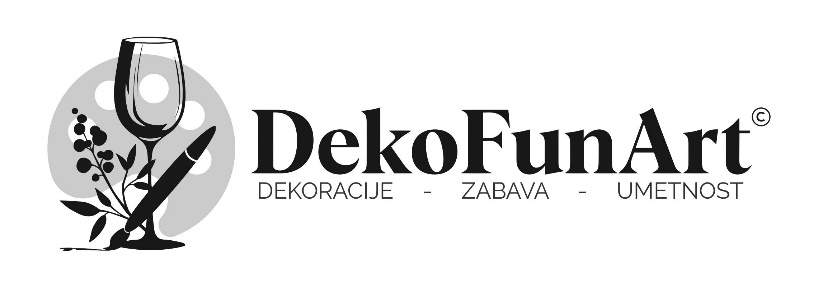 DekoFunArt©
DEKORACIJE - ZABAVA - UMETNOST